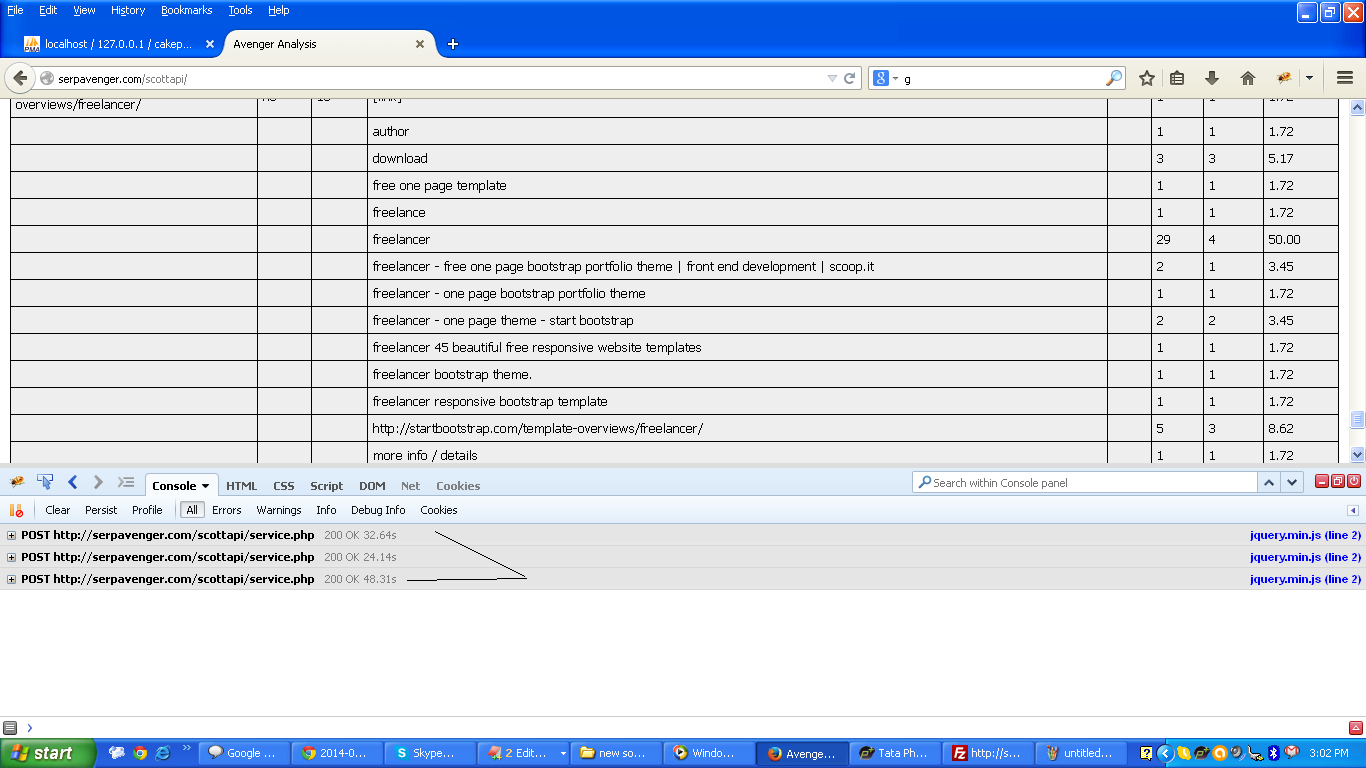 File Edit View History Bookmarks Tools Help
PMA localhost / 127.0.0.1 / cakep... Avenger Analysis
serpavenger.com/scottapi/ g
overviews/freelancer/
author 1 1 1.72
download 3 3 5.17
free one page template 1 1 1.72
freelance 1 1 1.72
freelancer 29 4 50.00
freelancer - free one page bootstrap portfolio theme | front end development | scoop.it 2 1 3.45
freelancer - one page bootstrap portfolio theme 1 1 1.72
freelancer - one page theme - start bootstrap 2 2 3.45
freelancer 45 beautiful free responsive website templates 1 1 1.72
freelancer bootstrap theme. 1 1 1.72
freelancer responsive bootstrap template 1 1 1.72
http://startbootstrap.com/template-overviews/freelancer/ 5 3 8.62
more info / details 1 1 1.72
Console HTML CSS Script DOM Net Cookies Search within Console panel
Clear Persist Profile All Errors Warnings Info Debug Info Cookies
POST http://serpavenger.com/scottapi/service.php 200 OK 32.64s jquery.min.js (line 2)
POST http://serpavenger.com/scottapi/service.php 200 OK 24.14s jquery.min.js (line 2)
POST http://serpavenger.com/scottapi/service.php 200 OK 48.31s jquery.min.js (line 2)
start Google ... 2014-0... Skype... 2 Edit... new so... Windo... Avenge... Tata Ph... http://s... untitled... 3:02 PM